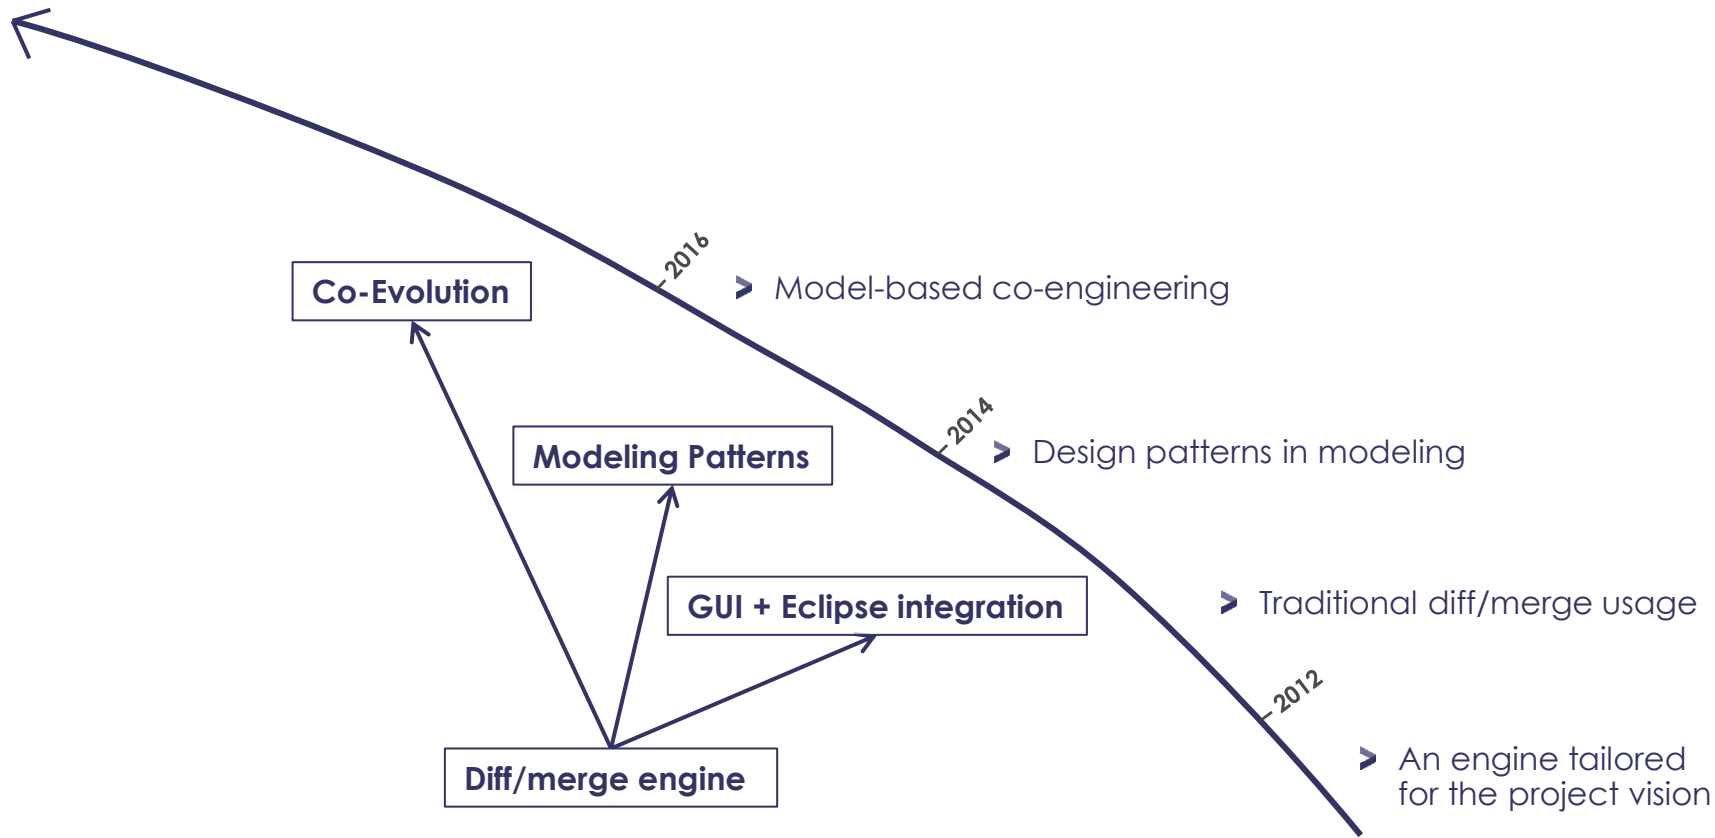 2016
Co-Evolution
Model-based co-engineering
2014
Modeling Patterns
Design patterns in modeling
GUI + Eclipse integration
Traditional diff/merge usage
2012
Diff/merge engine
An engine tailored
for the project vision